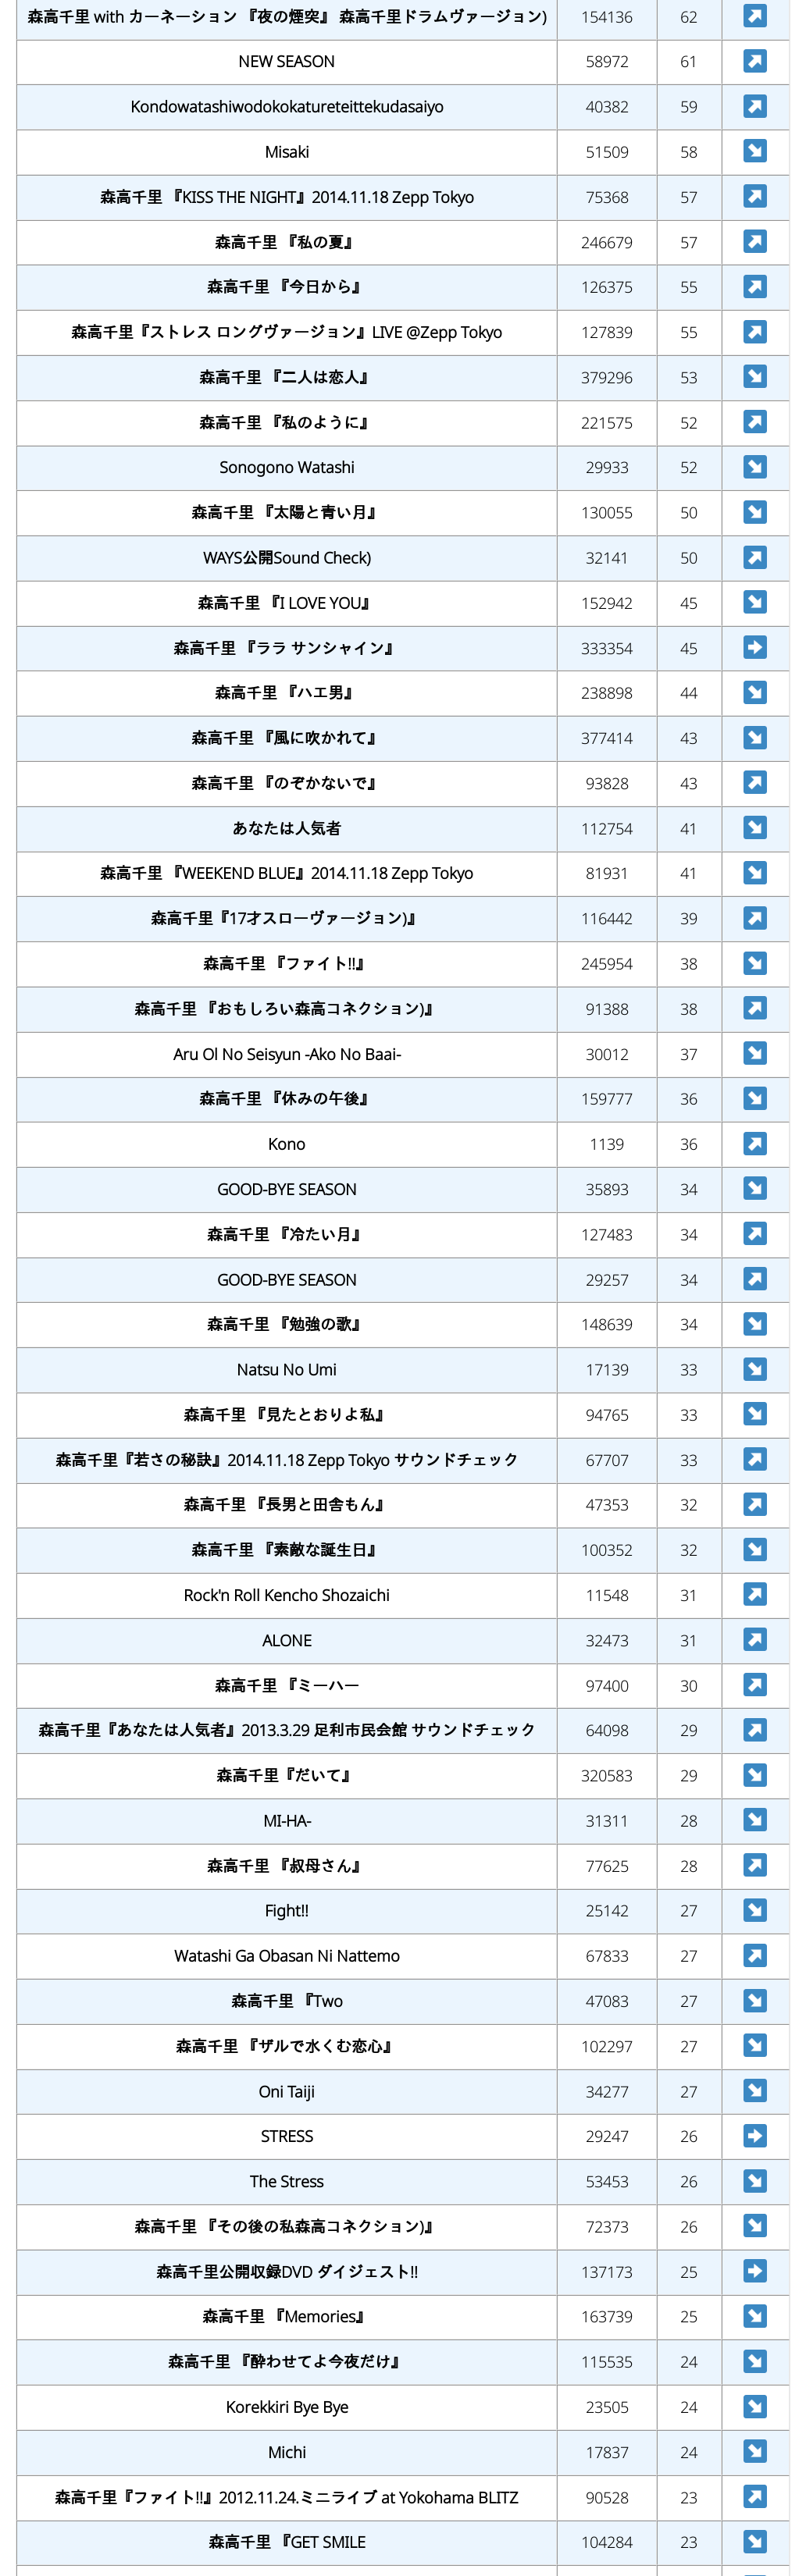 森高千里 with カーネーション 『夜の煙突』 森高千里ドラムヴァージョン) 154136 62
NEW SEASON 58972 61
Kondowatashiwodokokatureteittekudasaiyo 40382 59
Misaki 51509 58
森高千里 『KISS THE NIGHT』2014.11.18 Zepp Tokyo 75368 57
森高千里 『私の夏』 246679 57
森高千里 『今日から』 126375 55
森高千里『ストレス ロングヴァージョン』LIVE @Zepp Tokyo 127839 55
森高千里 『二人は恋人』 379296 53
森高千里 『私のように』 221575 52
Sonogono Watashi 29933 52
森高千里 『太陽と青い月』 130055 50
WAYS公開Sound Check) 32141 50
森高千里 『I LOVE YOU』 152942 45
森高千里 『ララ サンシャイン』 333354 45
森高千里 『ハエ男』 238898 44
森高千里 『風に吹かれて』 377414 43
森高千里 『のぞかないで』 93828 43
あなたは人気者 112754 41
森高千里 『WEEKEND BLUE』2014.11.18 Zepp Tokyo 81931 41
森高千里『17才スローヴァージョン)』 116442 39
森高千里 『ファイト!!』 245954 38
森高千里 『おもしろい森高コネクション)』 91388 38
Aru Ol No Seisyun -Ako No Baai- 30012 37
森高千里 『休みの午後』 159777 36
Kono 1139 36
GOOD-BYE SEASON 35893 34
森高千里 『冷たい月』 127483 34
GOOD-BYE SEASON 29257 34
森高千里 『勉強の歌』 148639 34
Natsu No Umi 17139 33
森高千里 『見たとおりよ私』 94765 33
森高千里『若さの秘訣』2014.11.18 Zepp Tokyo サウンドチェック 67707 33
森高千里 『長男と田舎もん』 47353 32
森高千里 『素敵な誕生日』 100352 32
Rock'n Roll Kencho Shozaichi 11548 31
ALONE 32473 31
森高千里 『ミーハー 97400 30
森高千里『あなたは人気者』2013.3.29 足利市民会館 サウンドチェック 64098 29
森高千里『だいて』 320583 29
MI-HA- 31311 28
森高千里 『叔母さん』 77625 28
Fight!! 25142 27
Watashi Ga Obasan Ni Nattemo 67833 27
森高千里 『Two 47083 27
森高千里 『ザルで水くむ恋心』 102297 27
Oni Taiji 34277 27
STRESS 29247 26
The Stress 53453 26
森高千里 『その後の私森高コネクション)』 72373 26
森高千里公開収録DVD ダイジェスト!! 137173 25
森高千里 『Memories』 163739 25
森高千里 『酔わせてよ今夜だけ』 115535 24
Korekkiri Bye Bye 23505 24
Michi 17837 24
森高千里『ファイト!!』2012.11.24.ミニライブ at Yokohama BLITZ 90528 23
森高千里 『GET SMILE 104284 23